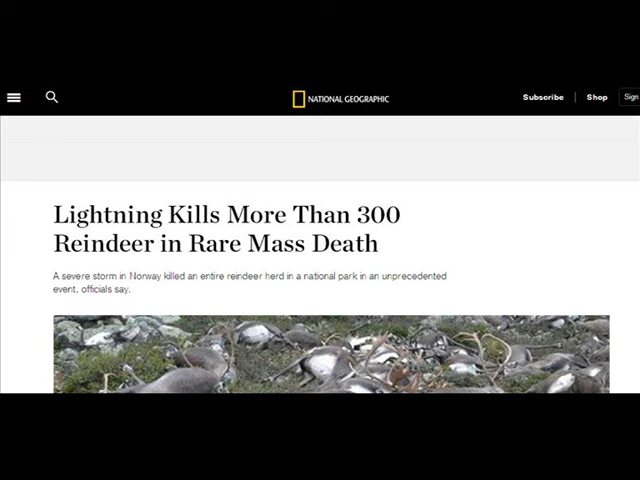 NATIONAL GEOGRAPHIC
Subscribe
Shop
Sign
Lightning Kills More Than 300
Reindeer in Rare Mass Death
A severe storm in Norway killed an entire reindeer herd in a national park in an unprecedented
event, officials say.